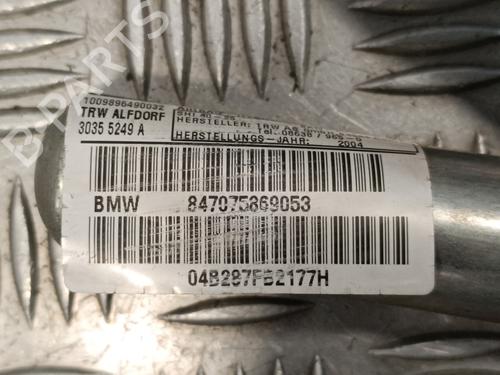 1009896490032
TRW ALFDORF
3035 5249 A
HERSTELLER: TRW
HERSTELLUNGS-JAHR: 2004
BMW 847075869053
04B287FB2177H